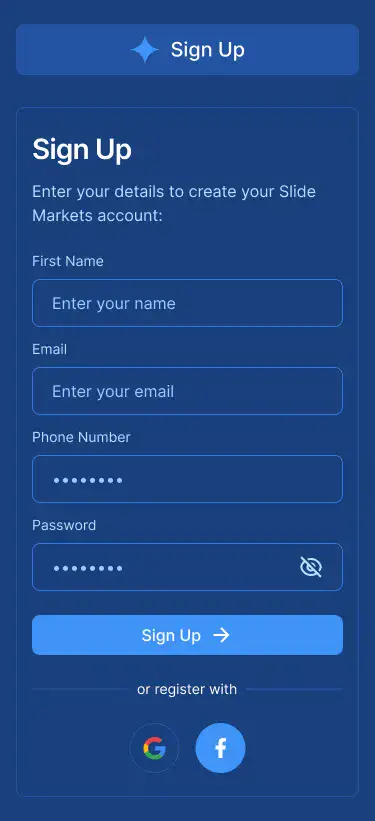 Sign Up
Sign Up
Enter your details to create your Slide
Markets account:
First Name
Enter your name
Email
Enter your email
Phone Number
••••••••
Password
••••••••
Sign Up
or register with